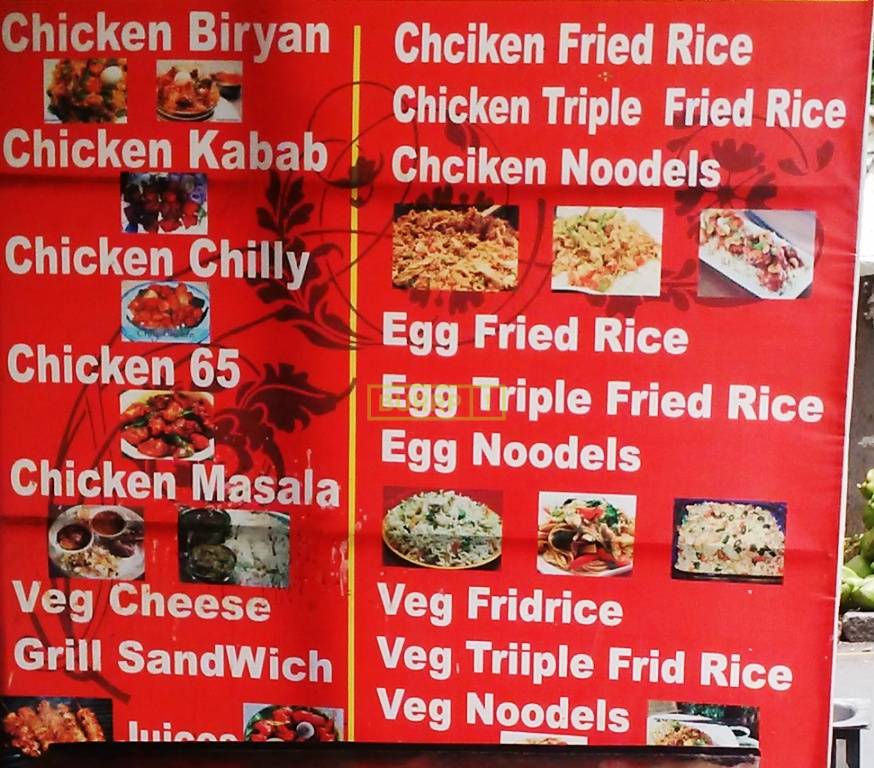 Chicken Biryan
Chicken Kabab
Chicken Chilly
Chicken 65
Chicken Masala
Veg Cheese
Grill SandWich
Juices
Chciken Fried Rice
Chicken Triple Fried Rice
Chciken Noodels
Egg Fried Rice
Egg Triple Fried Rice
Egg Noodels
Veg Fridrice
Veg Triiple Frid Rice
Veg Noodels